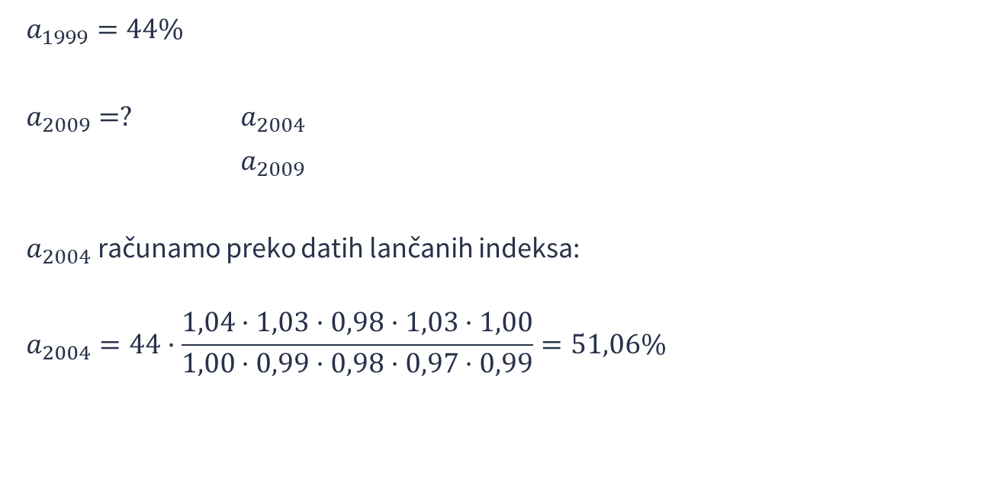 a₁₉₉₉ = 44%
a₂₀₀₉ =? a₂₀₀₄
a₂₀₀₉
a₂₀₀₄ računamo preko datih lančanih indeksa:
a₂₀₀₄ = 44 · (1,04 · 1,03 · 0,98 · 1,03 · 1,00)/(1,00 · 0,99 · 0,98 · 0,97 · 0,99) = 51,06%